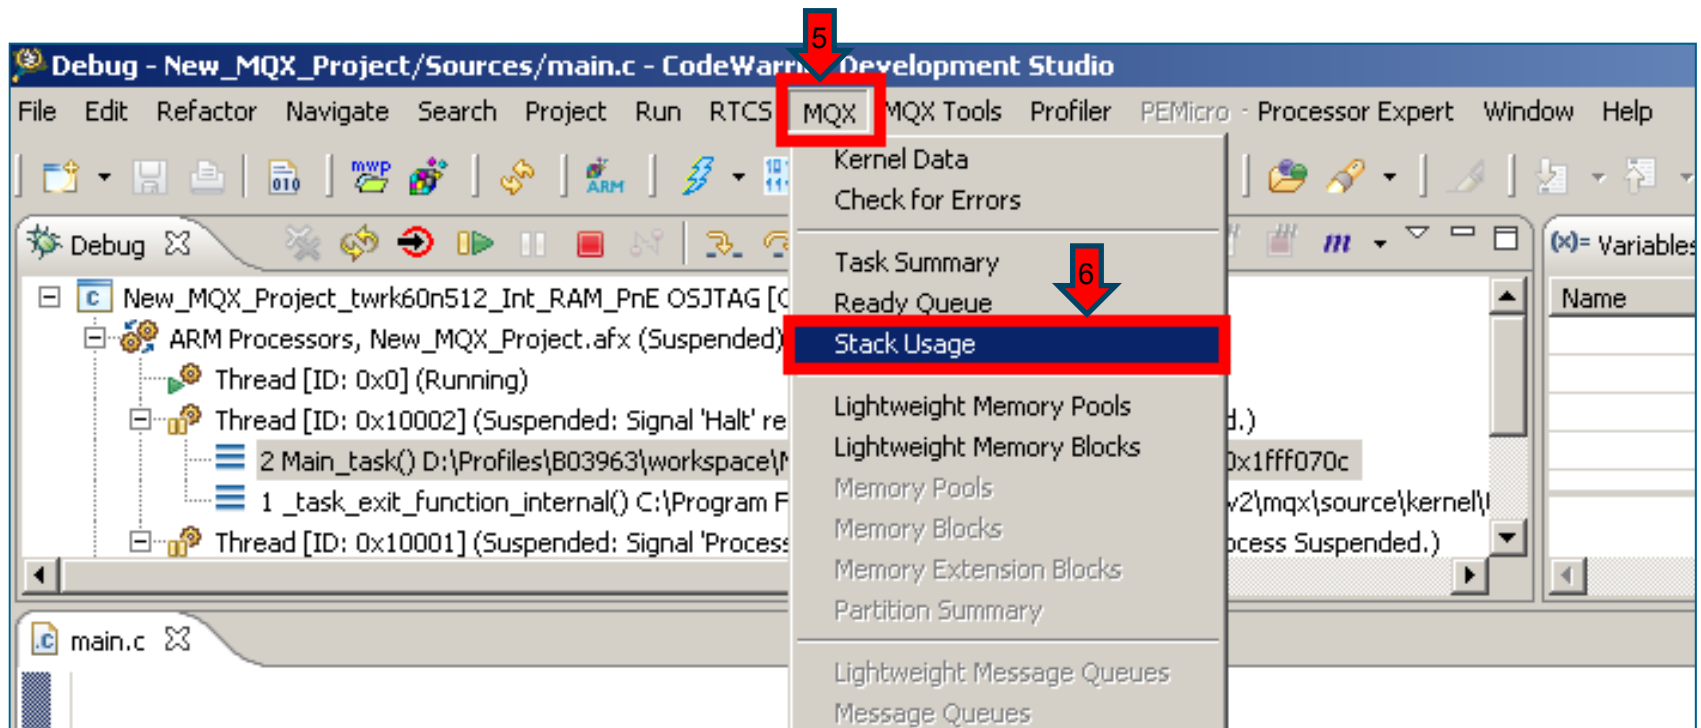 5
Debug - New_MQX_Project/Sources/main.c - CodeWarri Development Studio
File Edit Refactor Navigate Search Project Run RTCS MQX MQX Tools Profiler PEMicro - Processor Expert Window Help
010 mwp ARM
Kernel Data
Check for Errors
Task Summary
Ready Queue
6
Stack Usage
Lightweight Memory Pools
Lightweight Memory Blocks
Memory Pools
Memory Blocks
Memory Extension Blocks
Partition Summary
Lightweight Message Queues
Message Queues
Debug
(x)= Variables
Name
New_MQX_Project_twrk60n512_Int_RAM_PnE OSJTAG [
ARM Processors, New_MQX_Project.afx (Suspended)
Thread [ID: 0x0] (Running)
Thread [ID: 0x10002] (Suspended: Signal 'Halt' re d.)
2 Main_task() D:\Profiles\B03963\workspace\ 0x1fff070c
1 _task_exit_function_internal() C:\Program F v2\mqx\source\kernel\
Thread [ID: 0x10001] (Suspended: Signal 'Process ocess Suspended.)
main.c